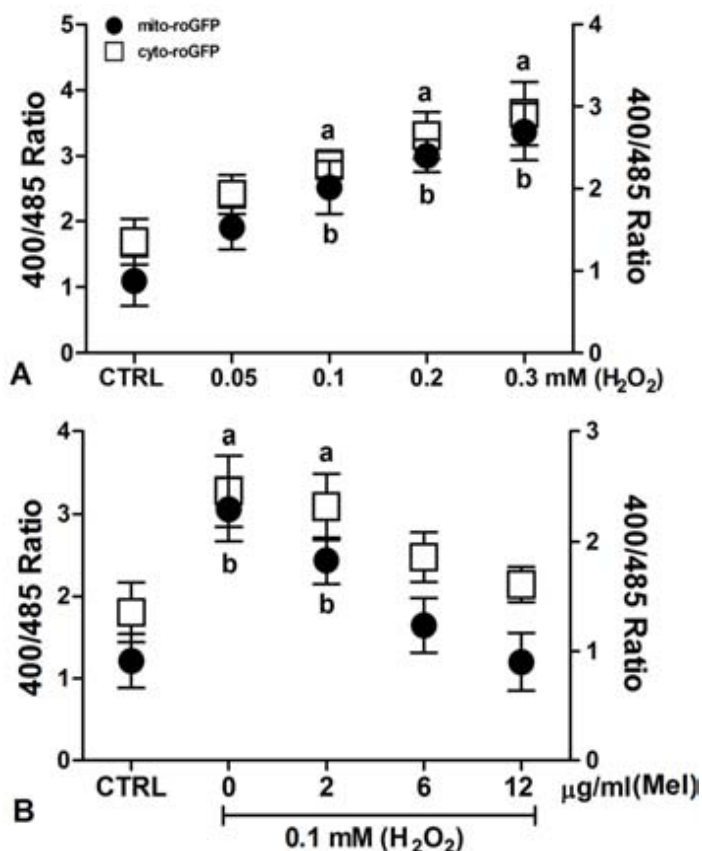 5
4
3
2
1
0
400/485 Ratio
mito-roGFP
cyto-roGFP
a
a
a
b
b
b
4
3
2
1
0
400/485 Ratio
A
CTRL 0.05 0.1 0.2 0.3 mM (H₂O₂)
4
3
2
1
0
400/485 Ratio
a
a
b
b
3
2
1
0
400/485 Ratio
B
CTRL 0 2 6 12 µg/ml(Mel)
0.1 mM (H₂O₂)